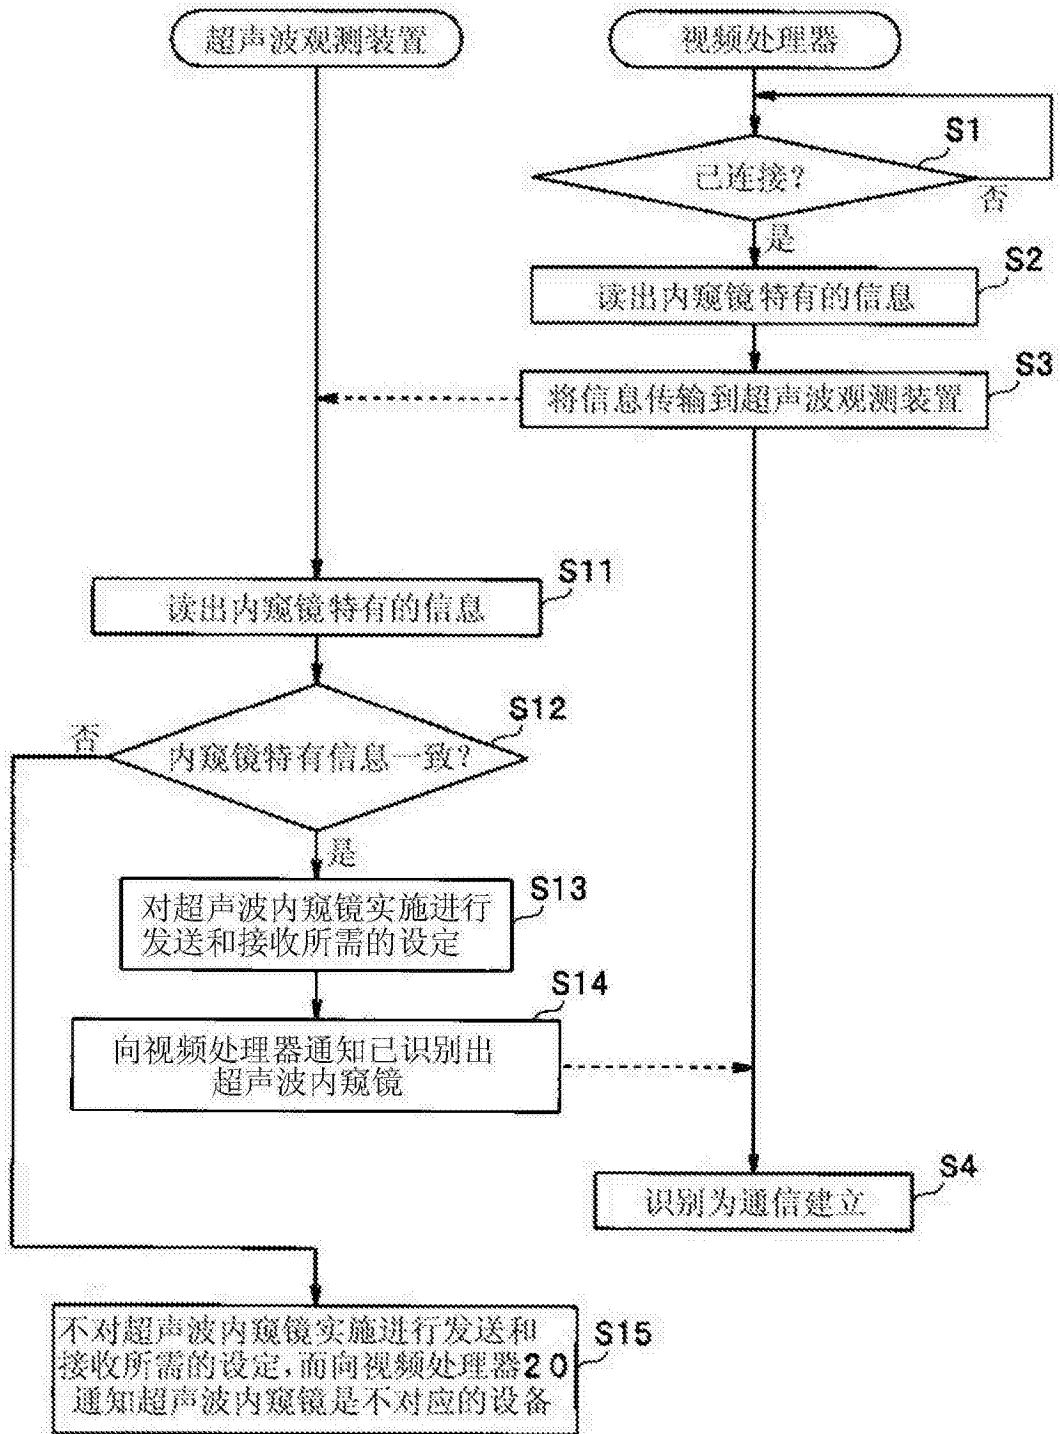 超声波观测装置
视频处理器
S1
已连接?
否
是
S2
读出内窥镜特有的信息
S3
将信息传输到超声波观测装置
S11
读出内窥镜特有的信息
S12
内窥镜特有信息一致?
否
是
S13
对超声波内窥镜实施进行
发送和接收所需的设定
S14
向视频处理器通知已识别出
超声波内窥镜
S4
识别为通信建立
S15
不对超声波内窥镜实施进行发送和
接收所需的设定,而向视频处理器20
通知超声波内窥镜是不对应的设备